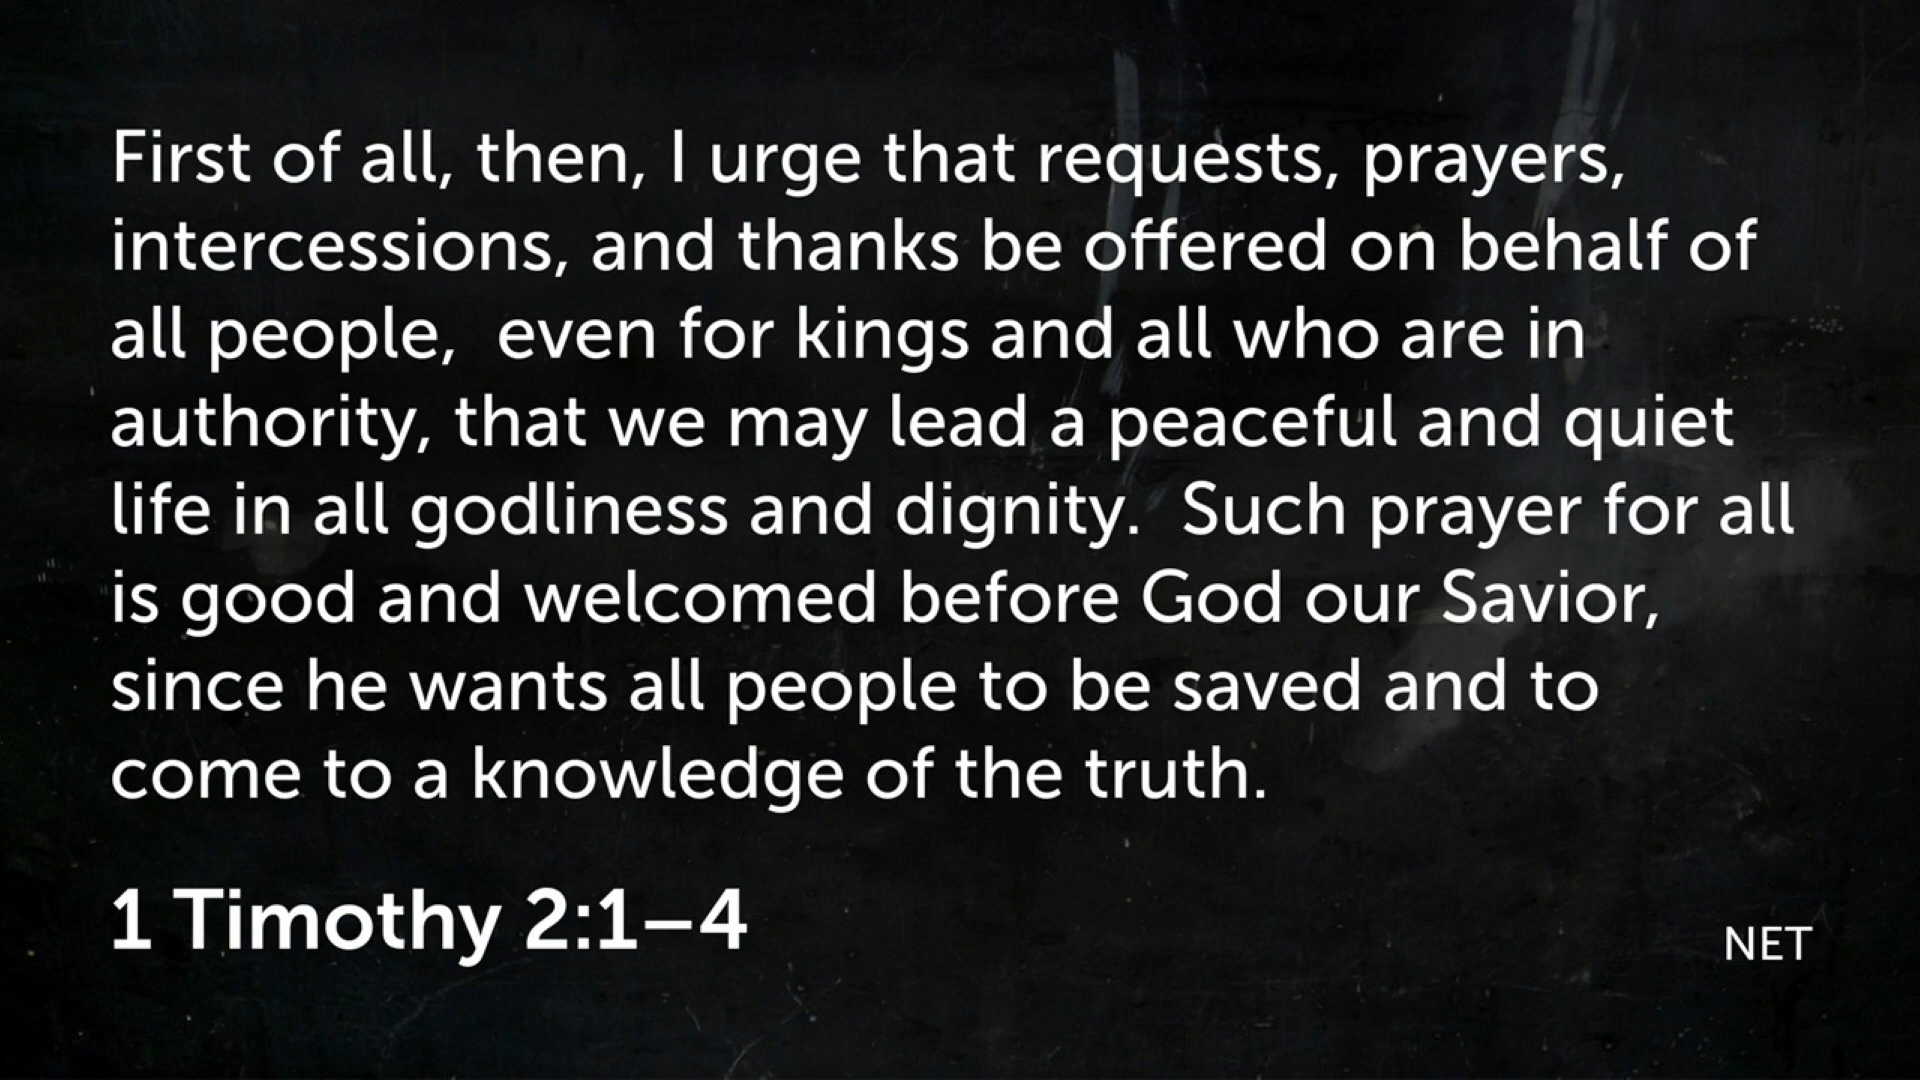 First of all, then, I urge that requests, prayers,
intercessions, and thanks be offered on behalf of
all people,  even for kings and all who are in
authority, that we may lead a peaceful and quiet
life in all godliness and dignity.  Such prayer for all
is good and welcomed before God our Savior,
since he wants all people to be saved and to
come to a knowledge of the truth.
1 Timothy 2:1–4
NET